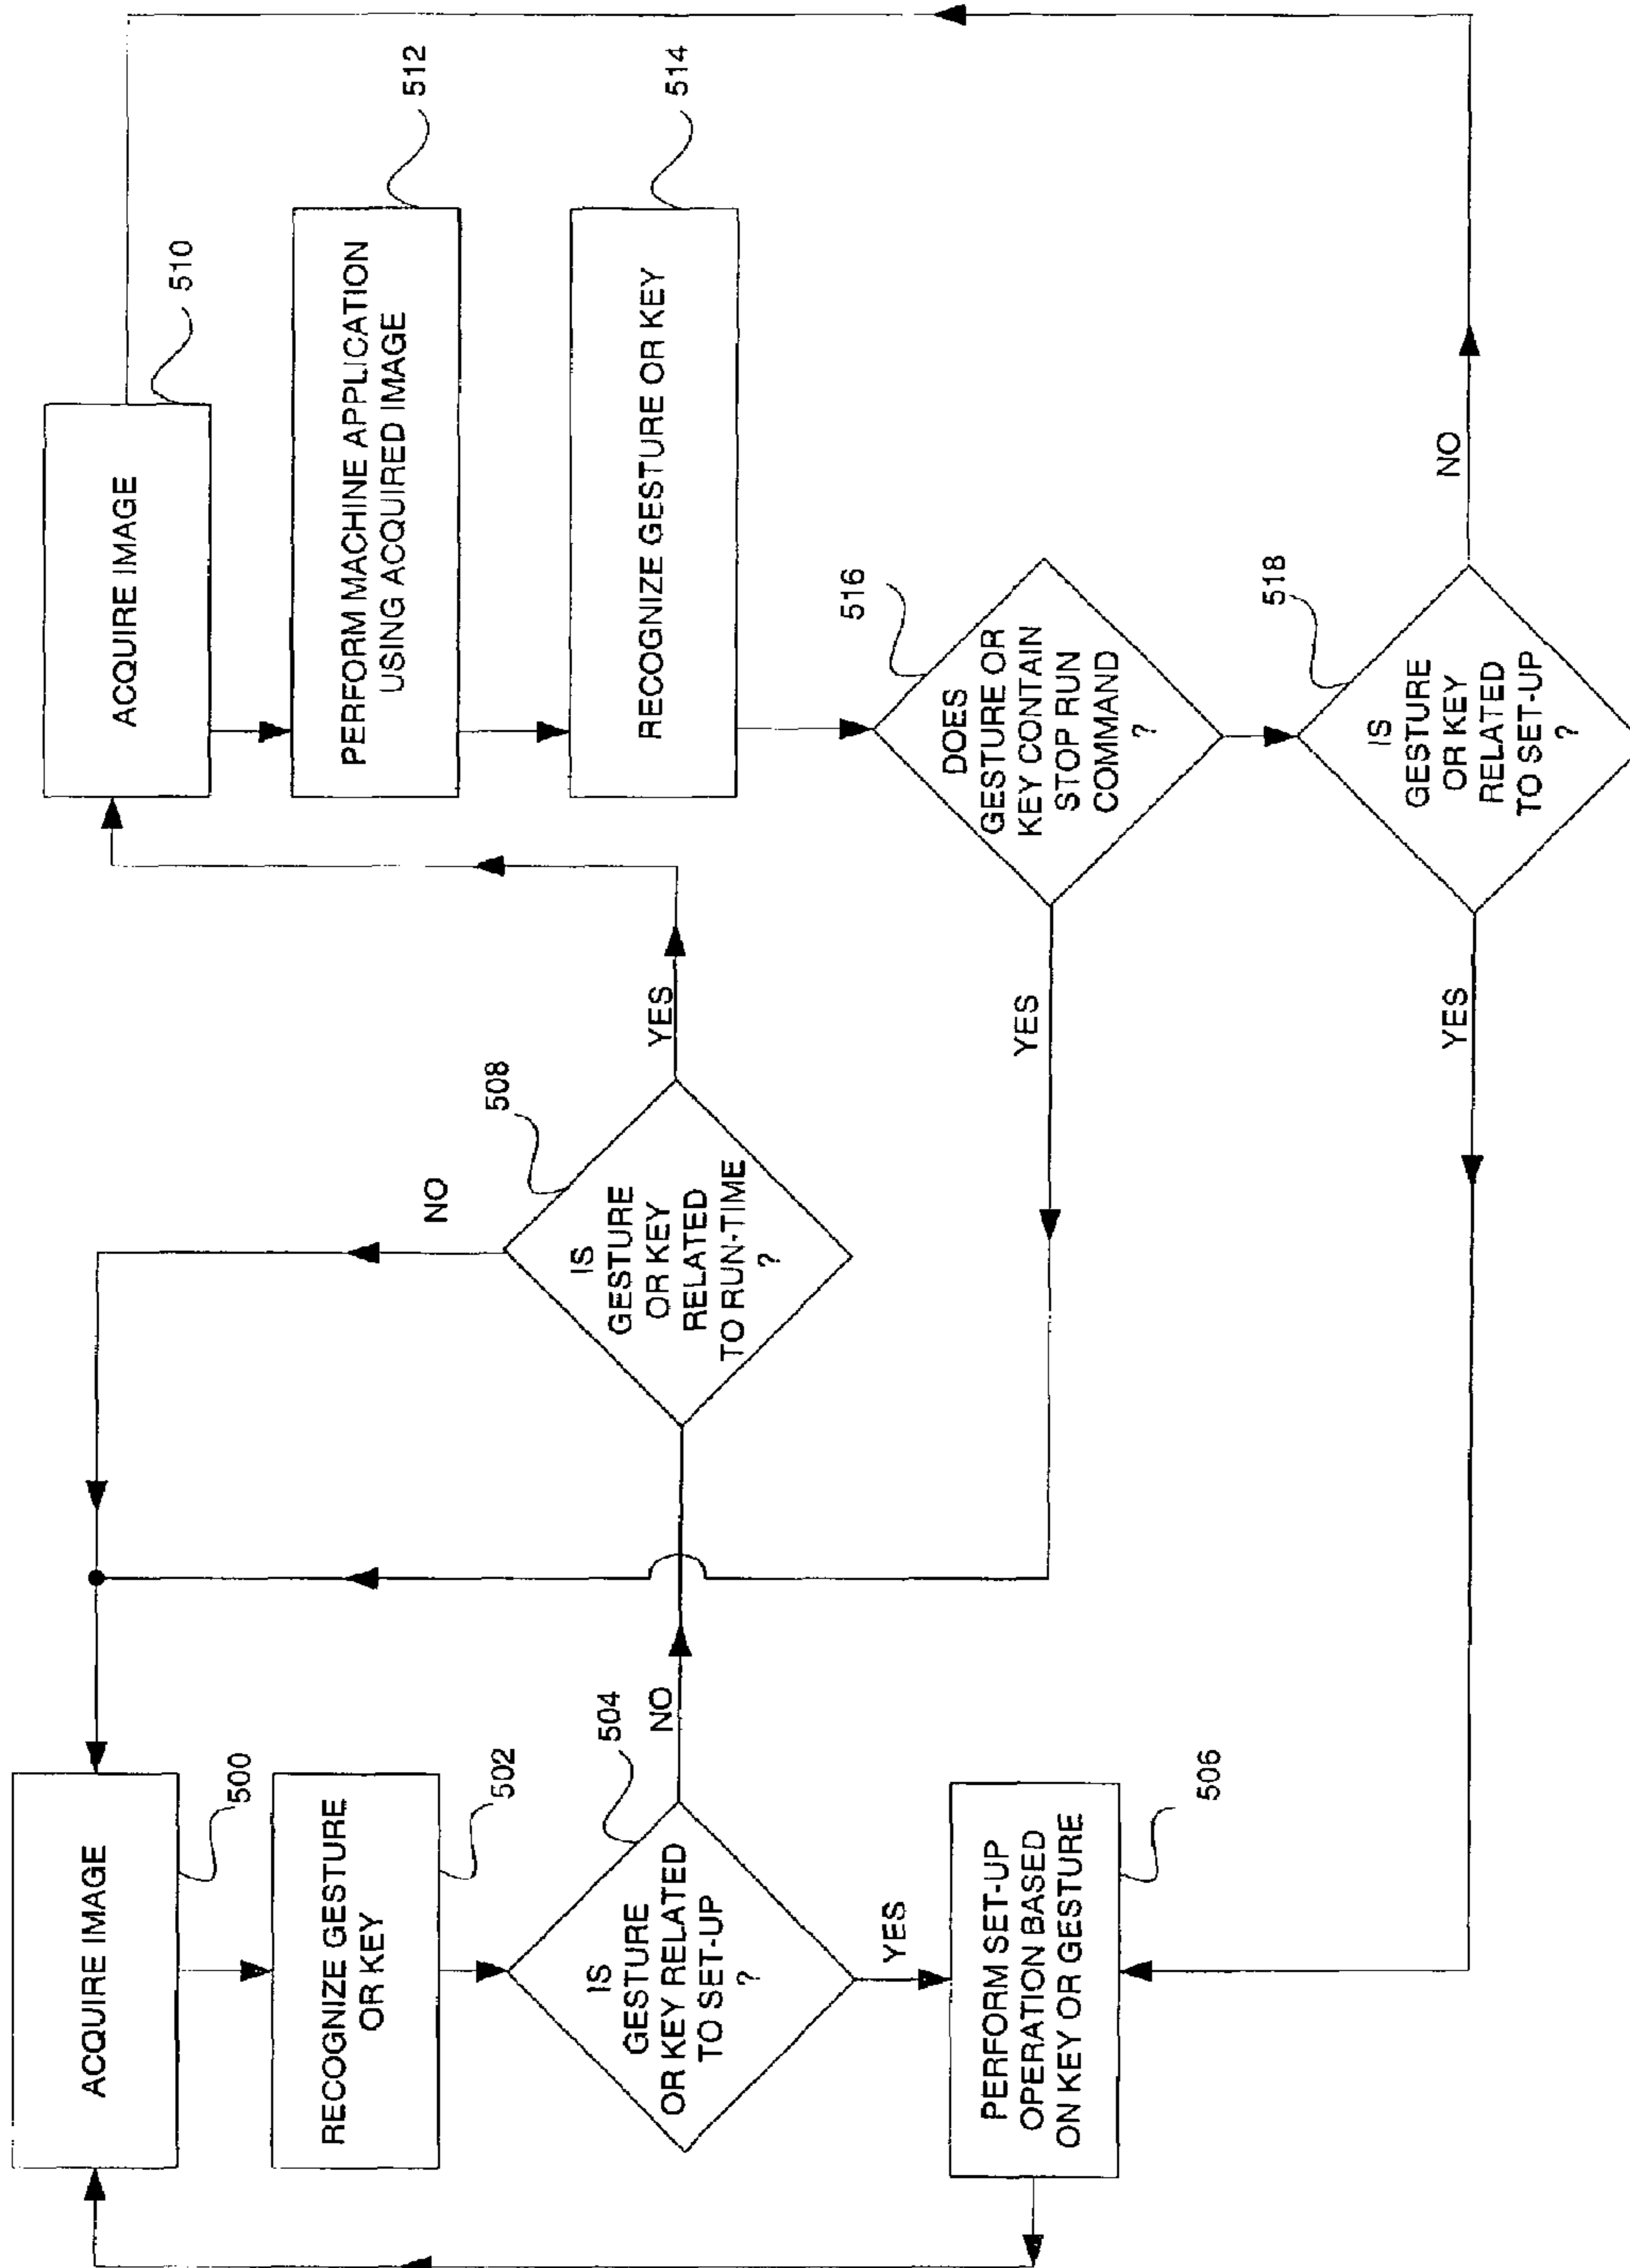 ACQUIRE IMAGE
500
RECOGNIZE GESTURE
OR KEY
502
IS
GESTURE
OR KEY RELATED
TO SET-UP
?
504
NO
YES
PERFORM SET-UP
OPERATION BASED
ON KEY OR GESTURE
506
IS
GESTURE
OR KEY
RELATED
TO RUN-TIME
?
508
NO
YES
ACQUIRE IMAGE
510
PERFORM MACHINE APPLICATION
USING ACQUIRED IMAGE
512
RECOGNIZE GESTURE OR KEY
514
DOES
GESTURE OR
KEY CONTAIN
STOP RUN
COMMAND
?
516
YES
IS
GESTURE
OR KEY
RELATED
TO SET-UP
?
518
YES
NO